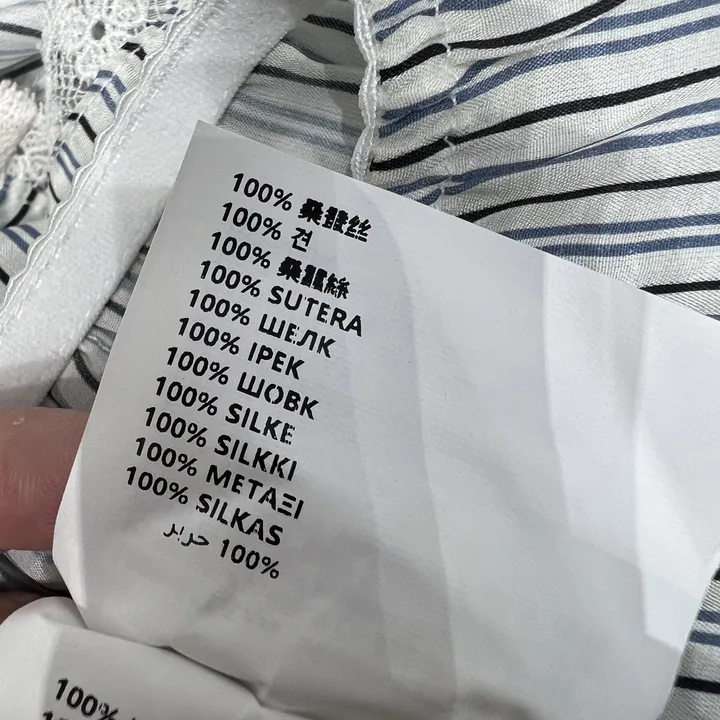 100% 桑蚕丝
100% 견
100% 桑蠶絲
100% SUTERA
100% ШЕЛК
100% IPEK
100% ШОВК
100% SILKE
100% SILKKI
100% ΜΕΤΑΞΙ
100% SILKAS
100% حرير
100%